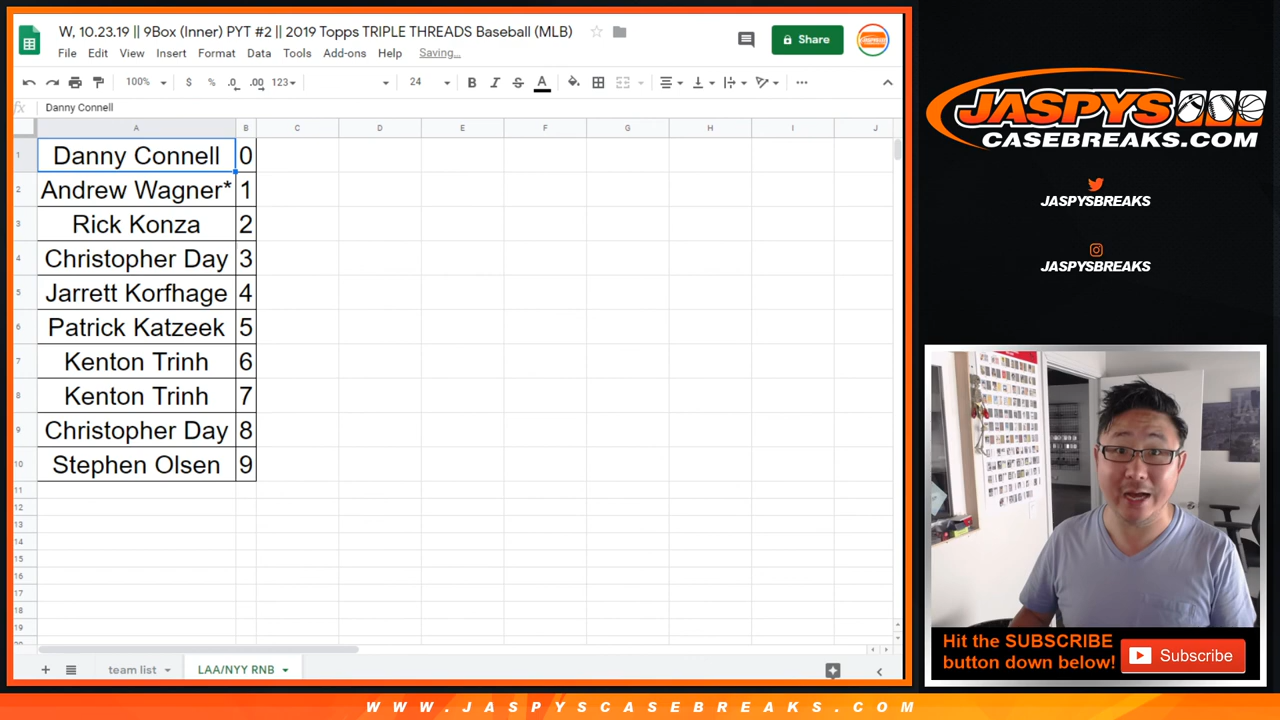 W, 10.23.19 || 9Box (Inner) PYT #2 || 2019 Topps TRIPLE THREADS Baseball (MLB)
File Edit View Insert Format Data Tools Add-ons Help Saving...
Share
100% $ % .0 .00 123 24 B I S A
fx Danny Connell
A B C D E F G H I J
1 Danny Connell 0
2 Andrew Wagner* 1
3 Rick Konza 2
4 Christopher Day 3
5 Jarrett Korfhage 4
6 Patrick Katzeek 5
7 Kenton Trinh 6
8 Kenton Trinh 7
9 Christopher Day 8
10 Stephen Olsen 9
11
12
13
14
15
16
17
18
19
team list LAA/NYY RNB
JASPYS
CASEBREAKS.COM
JASPYSBREAKS
JASPYSBREAKS
Hit the SUBSCRIBE
button down below!
Subscribe
WWW.JASPYSCASEBREAKS.COM